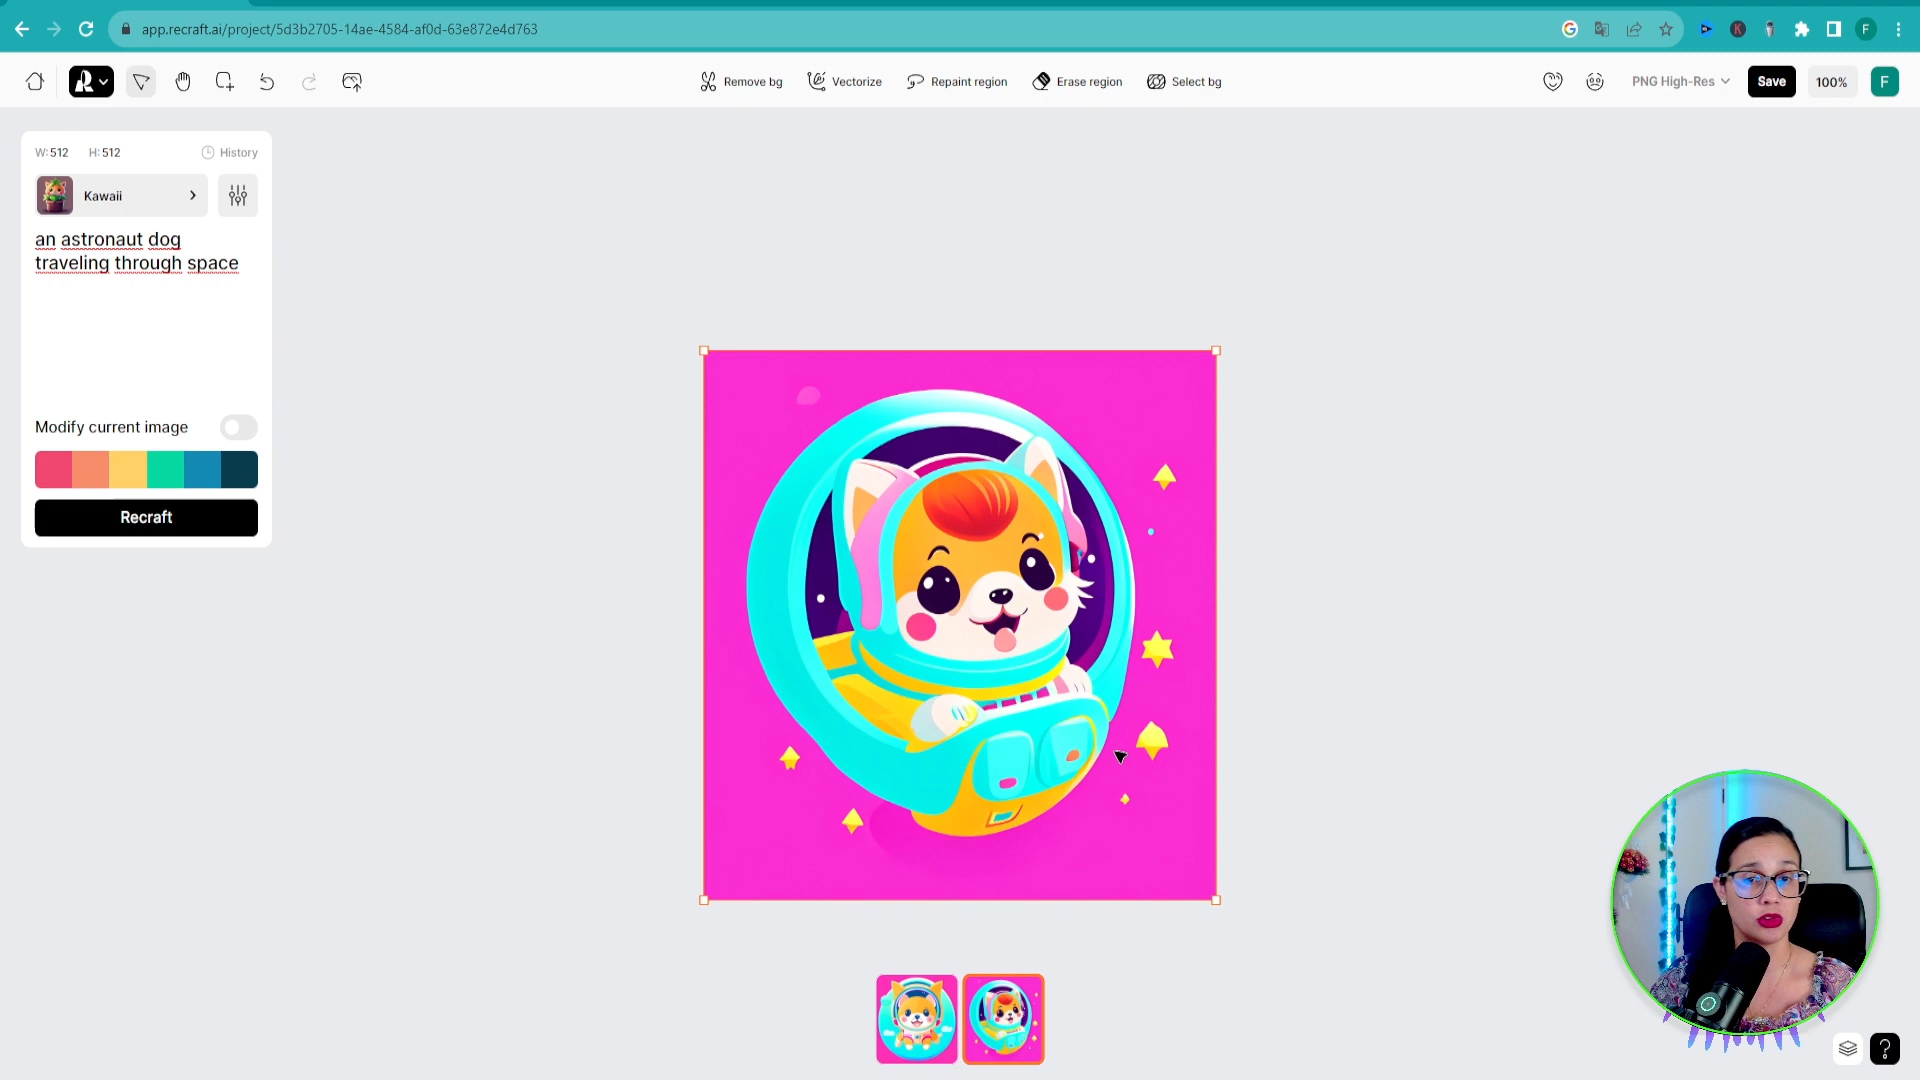 app.recraft.ai/project/5d3b2705-14ae-4584-af0d-63e872e4d763
F
Remove bg
Vectorize
Repaint region
Erase region
Select bg
PNG High-Res
Save
100%
F
W: 512 H: 512 History
Kawaii
an astronaut dog
traveling through space
Modify current image
Recraft
?